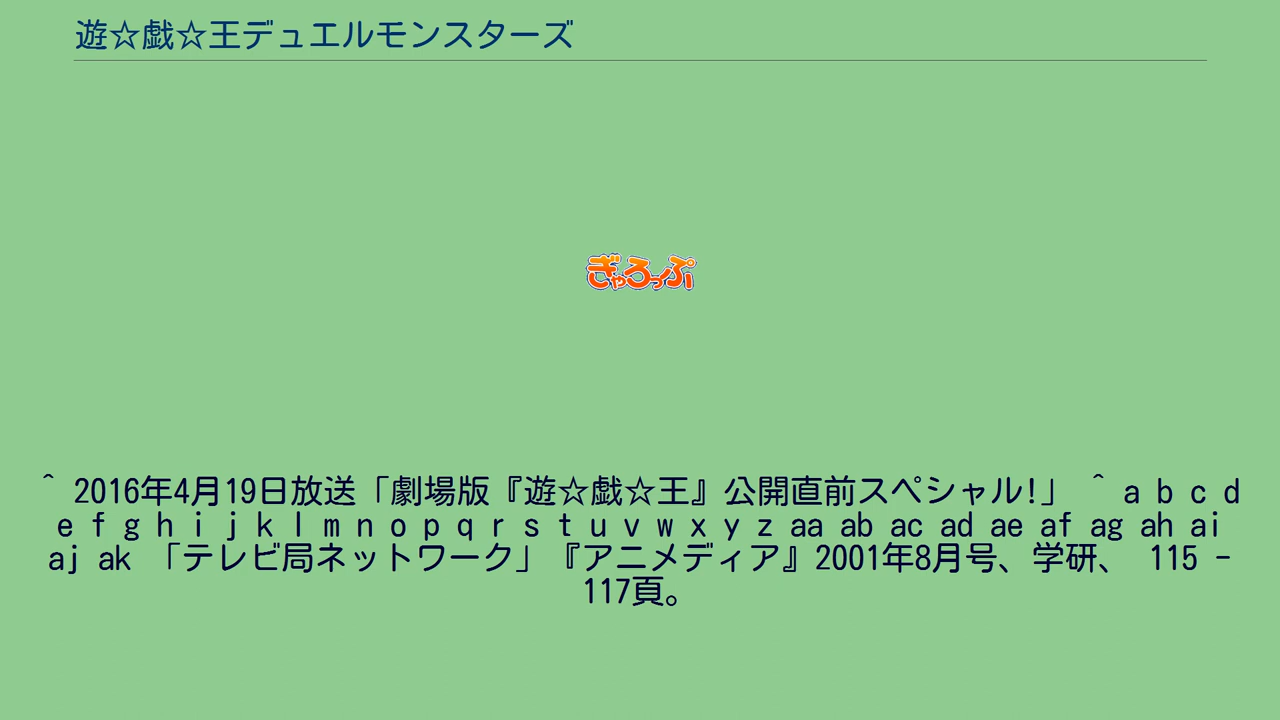 遊☆戯☆王デュエルモンスターズ
ぎゃろっぷ
^ 2016年4月19日放送「劇場版『遊☆戯☆王』公開直前スペシャル!」 ^ a b c d
e f g h i j k l m n o p q r s t u v w x y z aa ab ac ad ae af ag ah ai
aj ak 「テレビ局ネットワーク」『アニメディア』2001年8月号、学研、 115 -
117頁。